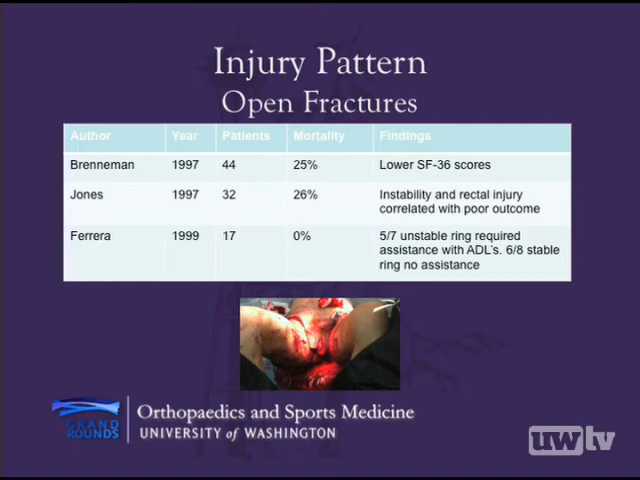 Injury Pattern
Open Fractures
Author Year Patients Mortality Findings
Brenneman 1997 44 25% Lower SF-36 scores
Jones 1997 32 26% Instability and rectal injury
correlated with poor outcome
Ferrera 1999 17 0% 5/7 unstable ring required
assistance with ADL's. 6/8 stable
ring no assistance
GRAND
ROUNDS
Orthopaedics and Sports Medicine
UNIVERSITY of WASHINGTON
uwtv